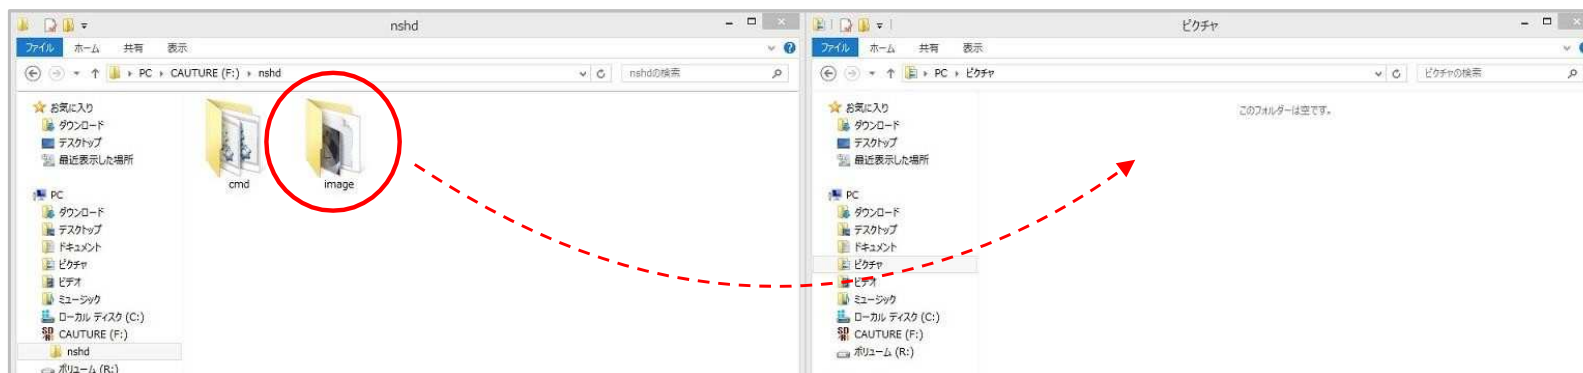 nshd
ファイル ホーム 共有 表示
PC CAUTURE (F:) nshd
nshdの検索
お気に入り
ダウンロード
デスクトップ
最近表示した場所
PC
ダウンロード
デスクトップ
ドキュメント
ピクチャ
ビデオ
ミュージック
ローカル ディスク (C:)
CAUTURE (F:)
nshd
ボリューム (R:)
cmd
image
ピクチャ
ファイル ホーム 共有 表示
PC ピクチャ
ピクチャの検索
お気に入り
ダウンロード
デスクトップ
最近表示した場所
PC
ダウンロード
デスクトップ
ドキュメント
ピクチャ
ビデオ
ミュージック
ローカル ディスク (C:)
CAUTURE (F:)
ボリューム (R:)
このフォルダーは空です。